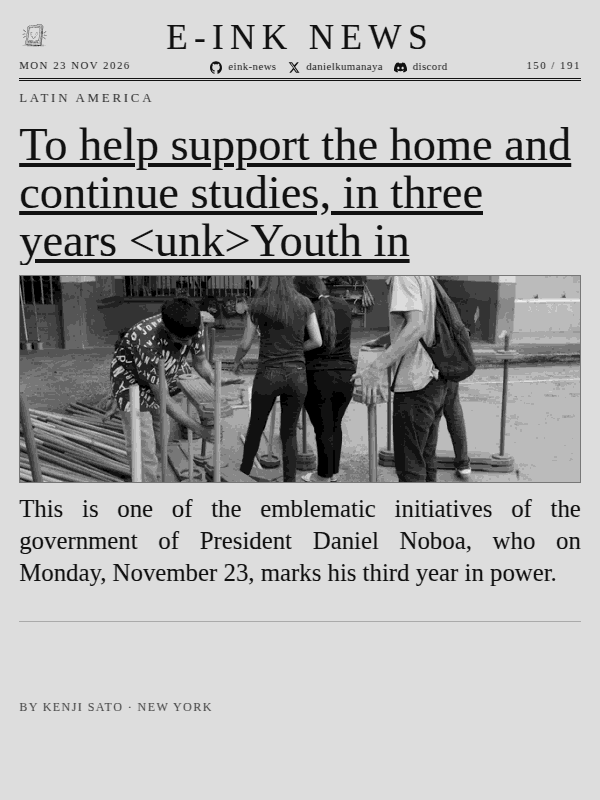 E-INK NEWS
MON 23 NOV 2026
eink-news danielkumanaya discord
150 / 191
LATIN AMERICA
To help support the home and
continue studies, in three
years <unk>Youth in
This is one of the emblematic initiatives of the
government of President Daniel Noboa, who on
Monday, November 23, marks his third year in power.
BY KENJI SATO · NEW YORK